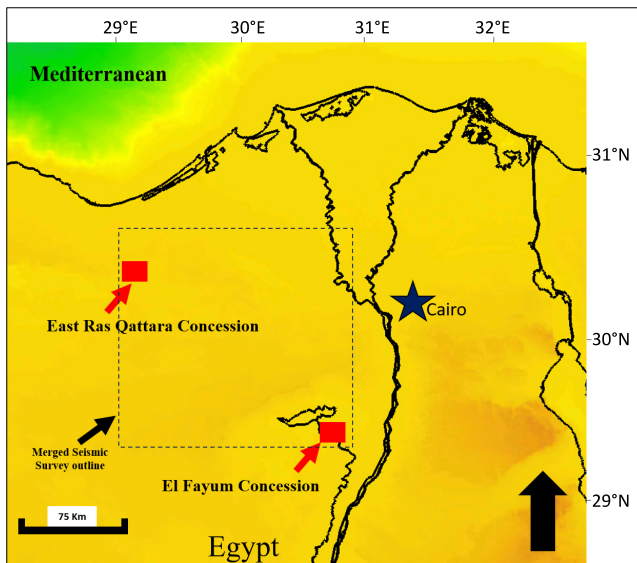 29°E 30°E 31°E 32°E
Mediterranean
31°N
East Ras Qattara Concession
Cairo
30°N
Merged Seismic
Survey outline
El Fayum Concession
29°N
75 Km
Egypt